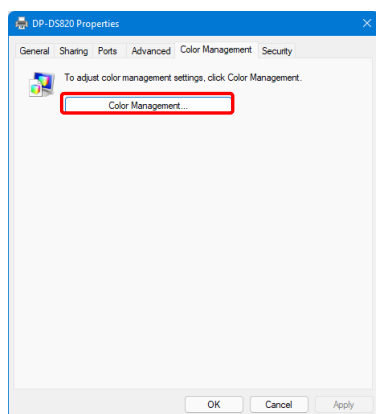 DP-DS820 Properties
General Sharing Ports Advanced Color Management Security
To adjust color management settings, click Color Management.
Color Management...
OK Cancel Apply